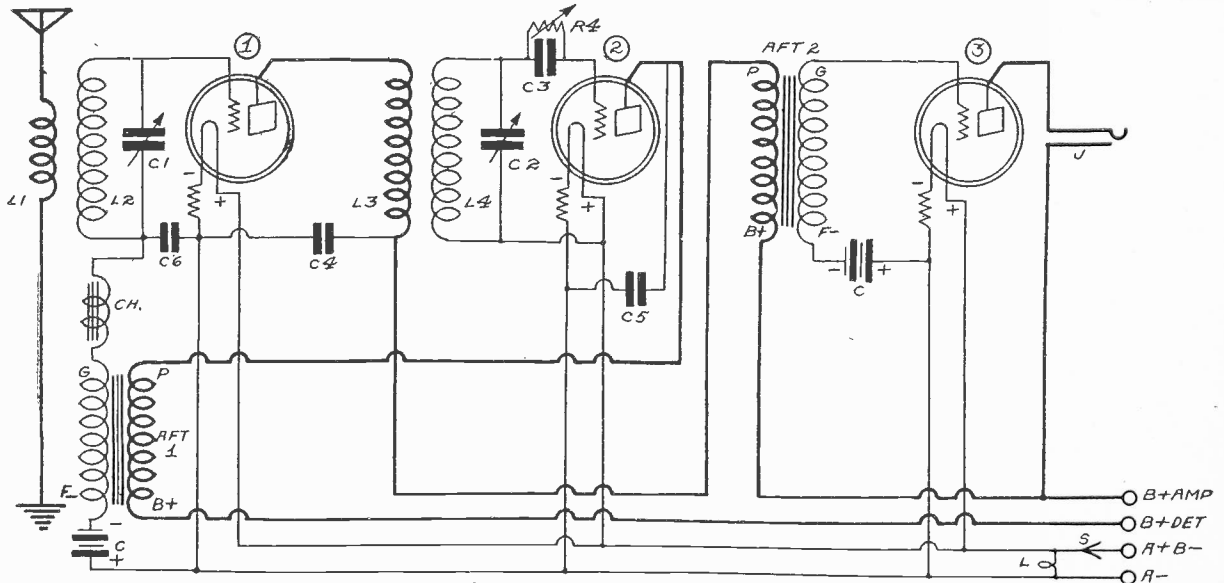 1
2
3
R4
C3
AFT 2
P
G
L1
L2
C1
-
+
L3
L4
C2
-
+
B+
F-
-
+
J
C6
C4
C5
- C +
CH.
G
P
AFT
1
F-
B+
-
C
+
B+AMP
B+DET
S
A+B-
L
A-